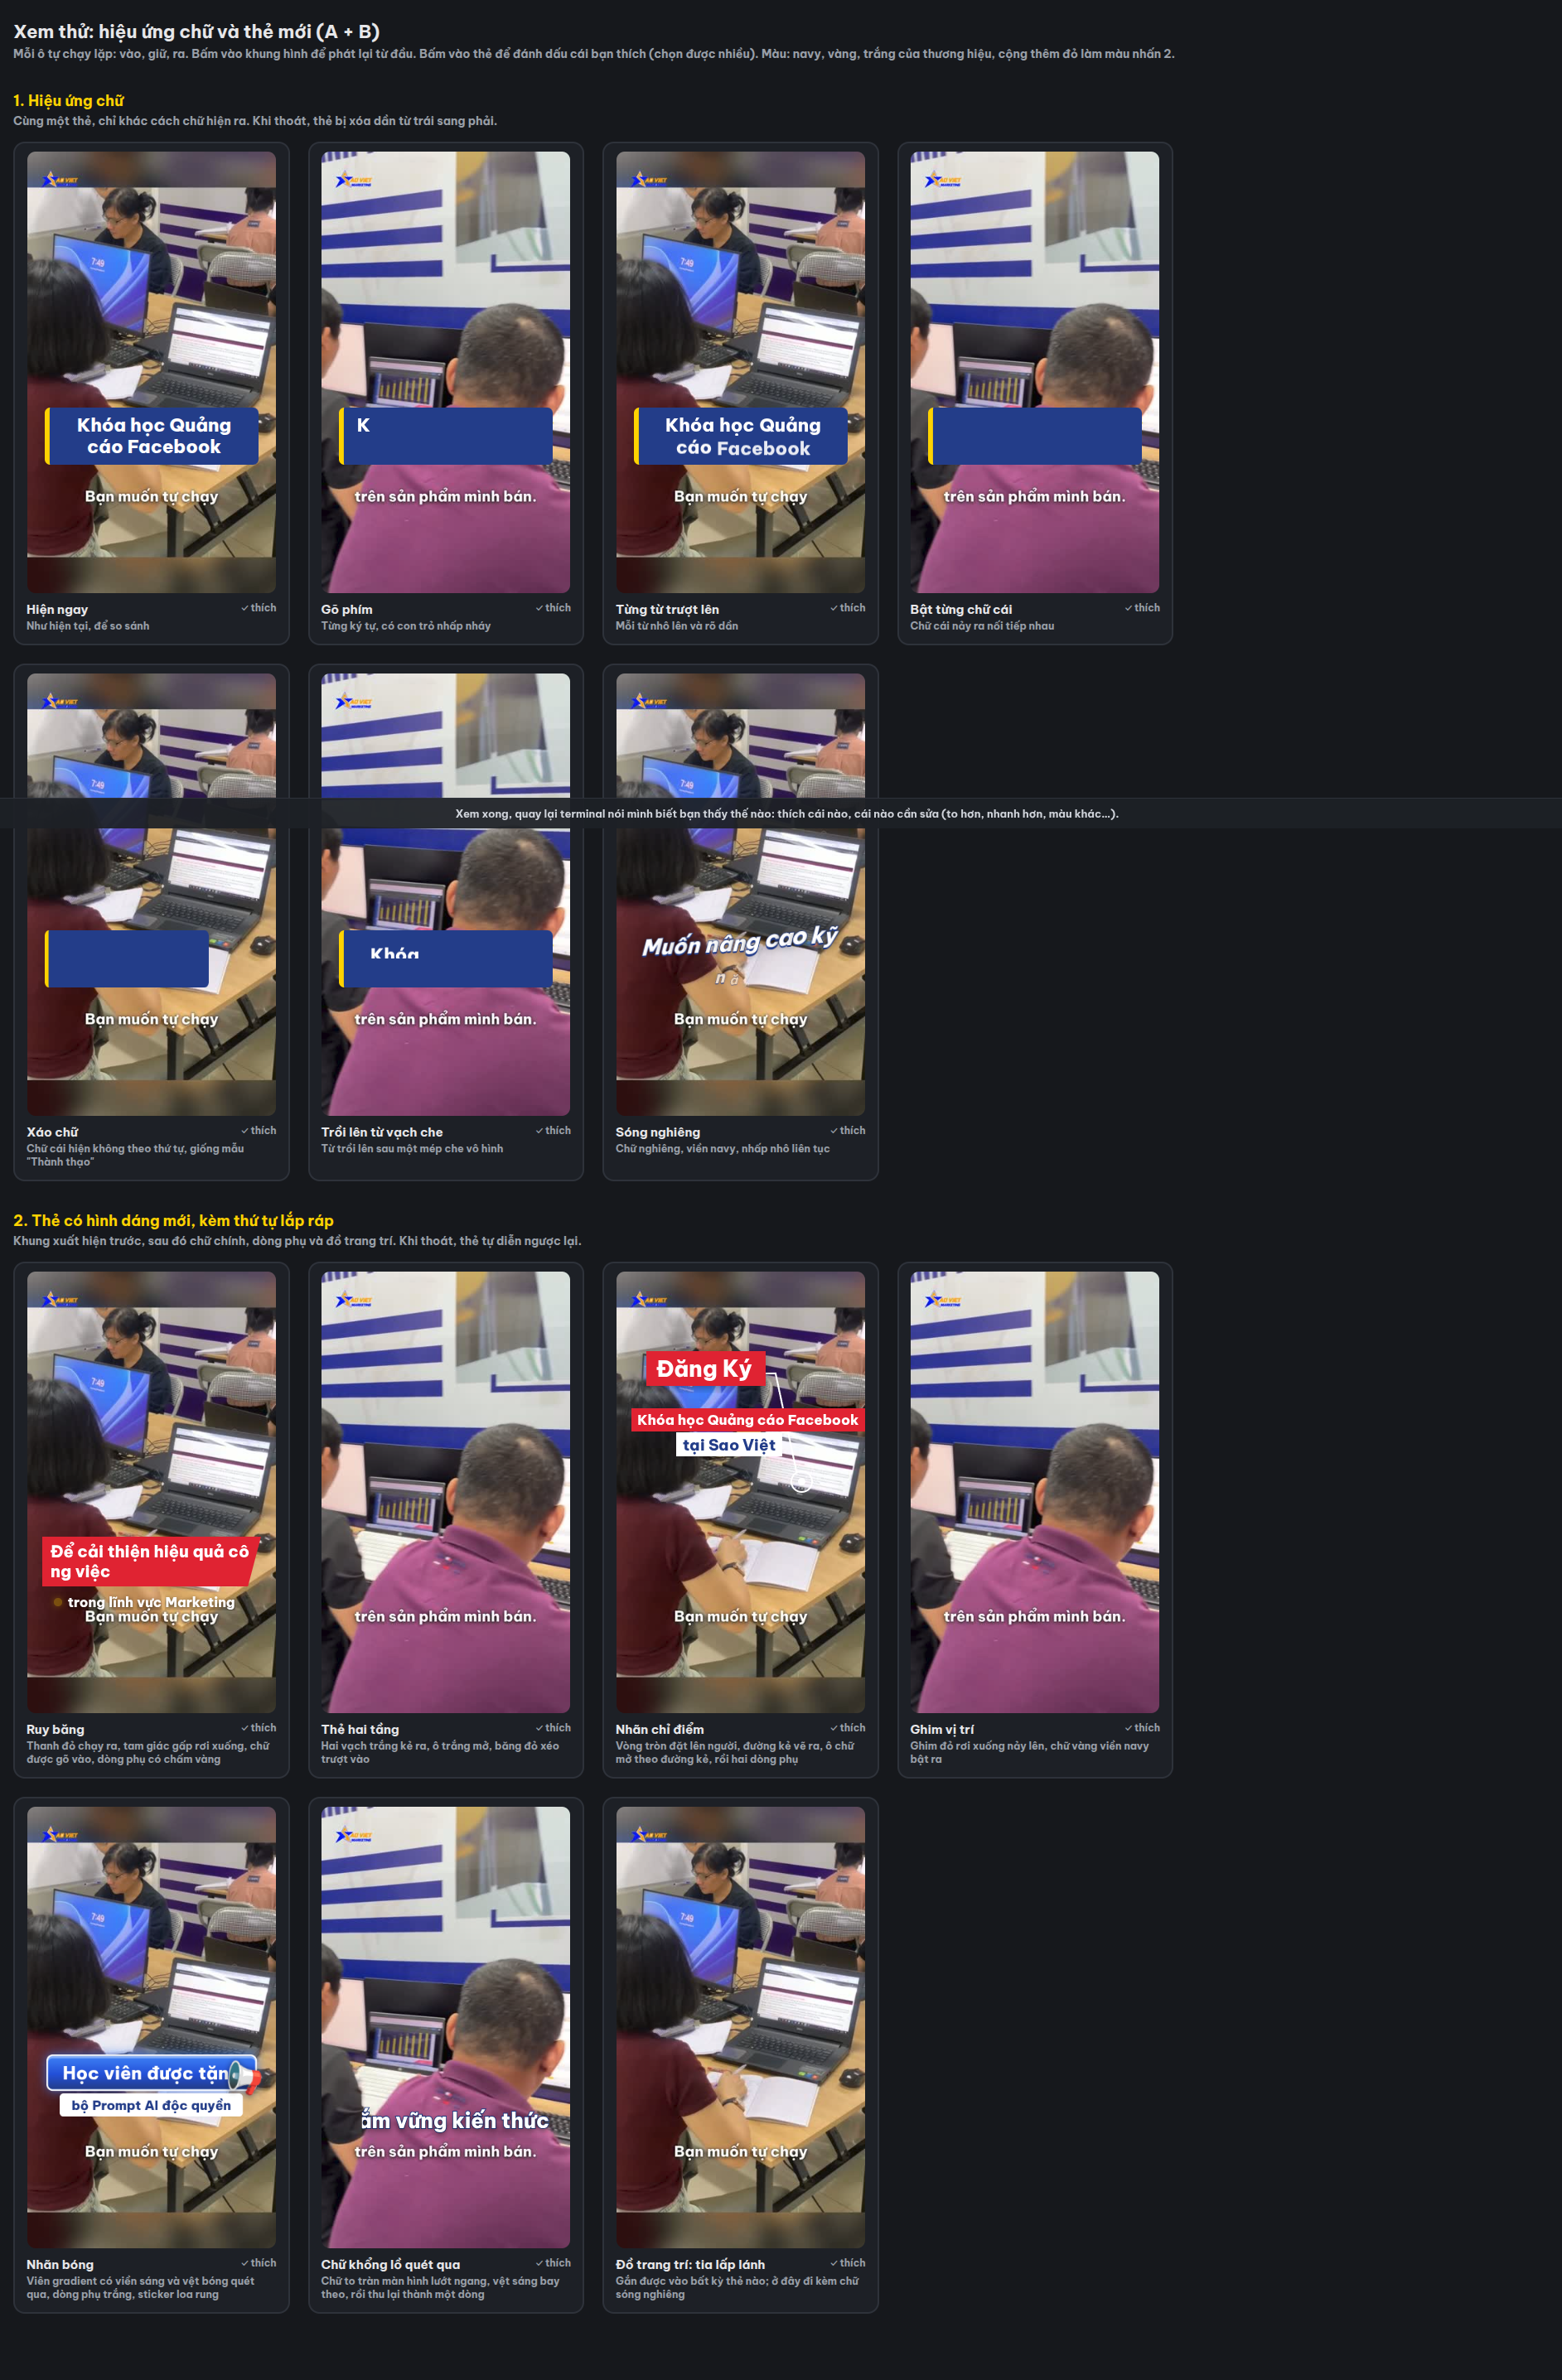 Xem thử: hiệu ứng chữ và thẻ mới (A + B)
Mỗi ô tự chạy lặp: vào, giữ, ra. Bấm vào khung hình để phát lại từ đầu. Bấm vào thẻ để đánh dấu cái bạn thích (chọn được nhiều). Màu: navy, vàng, trắng của thương hiệu, cộng thêm đỏ làm màu nhấn 2.
1. Hiệu ứng chữ
Cùng một thẻ, chỉ khác cách chữ hiện ra. Khi thoát, thẻ bị xóa dần từ trái sang phải.
Khóa học Quảng
cáo Facebook
Bạn muốn tự chạy
Hiện ngay
✓ thích
Như hiện tại, để so sánh
K
trên sản phẩm mình bán.
Gõ phím
✓ thích
Từng ký tự, có con trỏ nhấp nháy
Khóa học Quảng
cáo Facebook
Bạn muốn tự chạy
Từng từ trượt lên
✓ thích
Mỗi từ nhô lên và rõ dần
trên sản phẩm mình bán.
Bật từng chữ cái
✓ thích
Chữ cái nảy ra nối tiếp nhau
Xem xong, quay lại terminal nói mình biết bạn thấy thế nào: thích cái nào, cái nào cần sửa (to hơn, nhanh hơn, màu khác...).
Bạn muốn tự chạy
Xáo chữ
✓ thích
Chữ cái hiện không theo thứ tự, giống mẫu
"Thành thạo"
Khóa
trên sản phẩm mình bán.
Trồi lên từ vạch che
✓ thích
Từ trồi lên sau một mép che vô hình
Muốn nâng cao kỹ
n ă
Bạn muốn tự chạy
Sóng nghiêng
✓ thích
Chữ nghiêng, viền navy, nhấp nhô liên tục
2. Thẻ có hình dáng mới, kèm thứ tự lắp ráp
Khung xuất hiện trước, sau đó chữ chính, dòng phụ và đồ trang trí. Khi thoát, thẻ tự diễn ngược lại.
Để cải thiện hiệu quả cô
ng việc
trong lĩnh vực Marketing
Bạn muốn tự chạy
Ruy băng
✓ thích
Thanh đỏ chạy ra, tam giác gấp rơi xuống, chữ
được gõ vào, dòng phụ có chấm vàng
trên sản phẩm mình bán.
Thẻ hai tầng
✓ thích
Hai vạch trắng kẻ ra, ô trắng mở, băng đỏ xéo
trượt vào
Đăng Ký
Khóa học Quảng cáo Facebook
tại Sao Việt
Bạn muốn tự chạy
Nhãn chỉ điểm
✓ thích
Vòng tròn đặt lên người, đường kẻ vẽ ra, ô chữ
mở theo đường kẻ, rồi hai dòng phụ
trên sản phẩm mình bán.
Ghim vị trí
✓ thích
Ghim đỏ rơi xuống nảy lên, chữ vàng viền navy
bật ra
Học viên được tặn
bộ Prompt AI độc quyền
Bạn muốn tự chạy
Nhãn bóng
✓ thích
Viên gradient có viền sáng và vệt bóng quét
qua, dòng phụ trắng, sticker loa rung
ắm vững kiến thức
trên sản phẩm mình bán.
Chữ khổng lồ quét qua
✓ thích
Chữ to tràn màn hình lướt ngang, vệt sáng bay
theo, rồi thu lại thành một dòng
Bạn muốn tự chạy
Đồ trang trí: tia lấp lánh
✓ thích
Gắn được vào bất kỳ thẻ nào; ở đây đi kèm chữ
sóng nghiêng